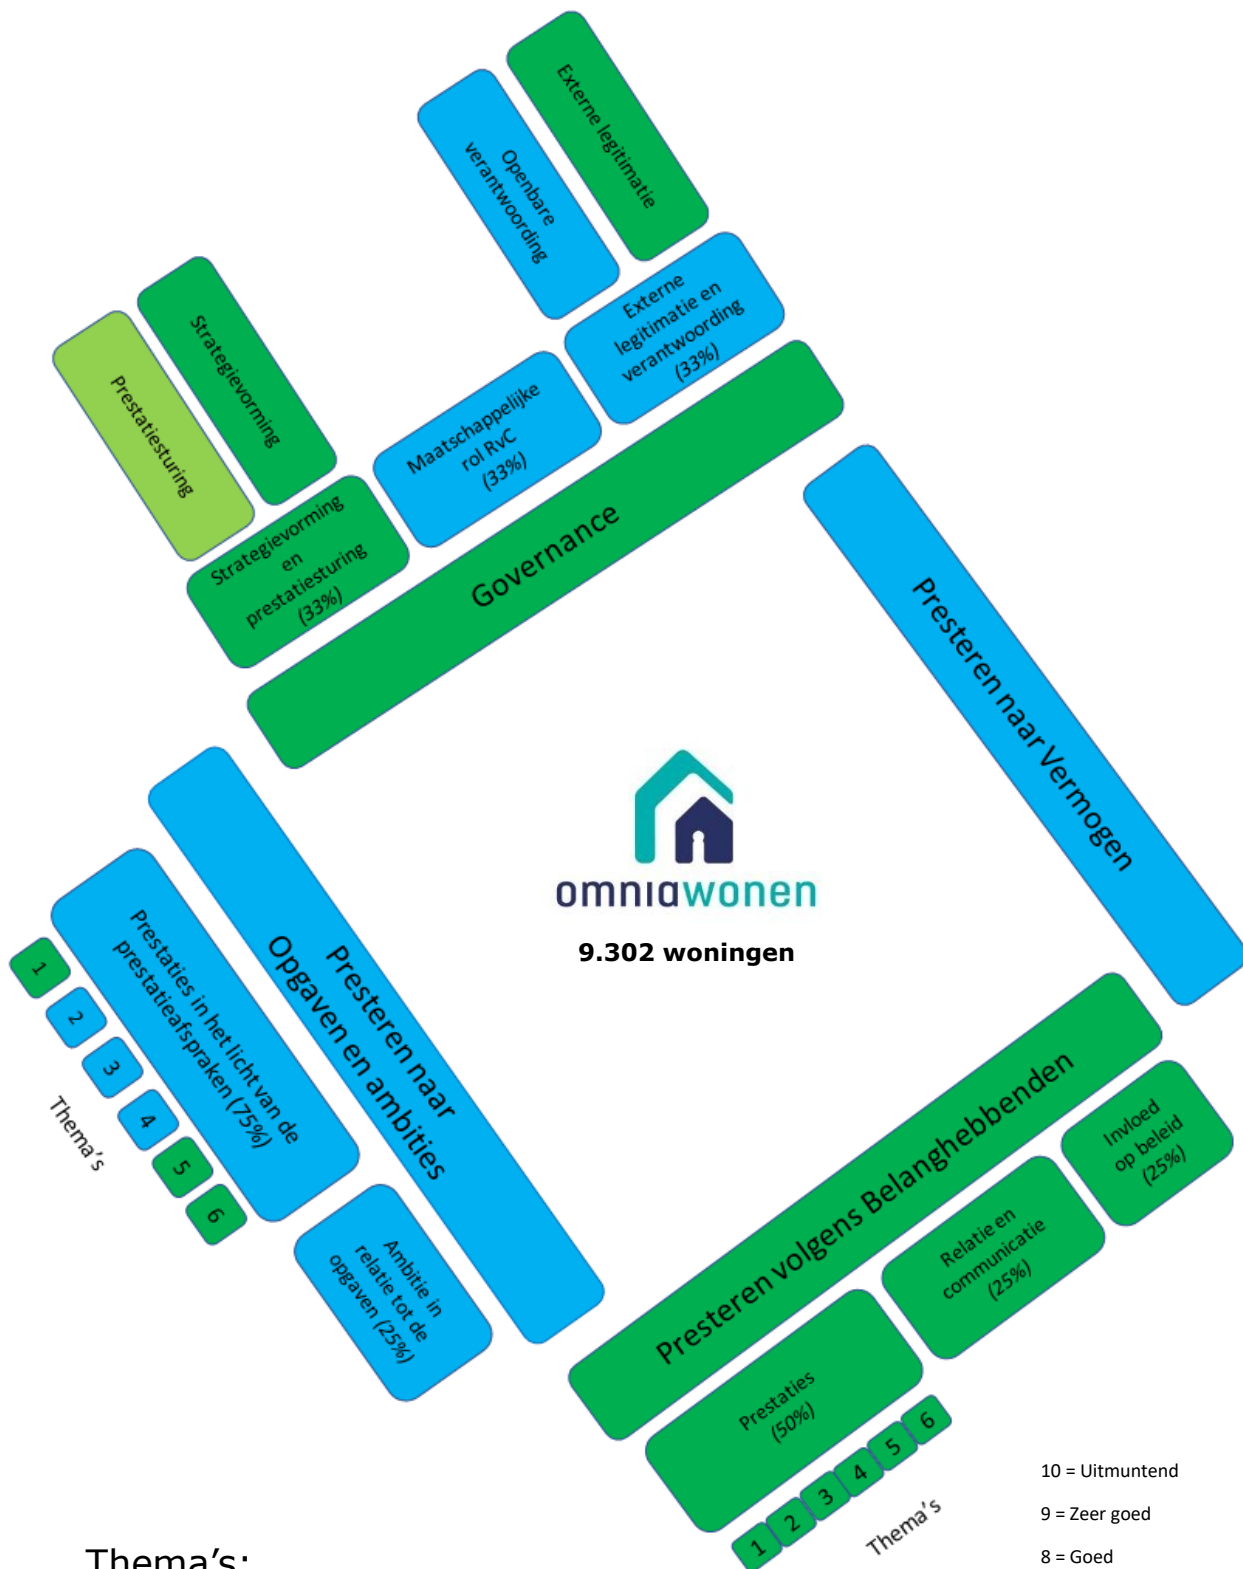 Externe legitimatie
Openbare
verantwoording
Externe
legitimatie en
verantwoording
(33%)
Strategievorming
Prestatiesturing
Maatschappelijke
rol RvC
(33%)
Strategievorming
en
prestatiesturing
(33%)
Governance
Presteren naar Vermogen
omniawonen
9.302 woningen
Presteren naar
Opgaven en ambities
Prestaties in het licht van de
prestatieafspraken (75%)
1
2
3
4
5
6
Thema's
Ambitie in
relatie tot de
opgaven (25%)
Presteren volgens Belanghebbenden
Invloed
op beleid
(25%)
Relatie en
communicatie
(25%)
Prestaties
(50%)
1
2
3
4
5
6
Thema's
10 = Uitmuntend
9 = Zeer goed
8 = Goed
Thema's: